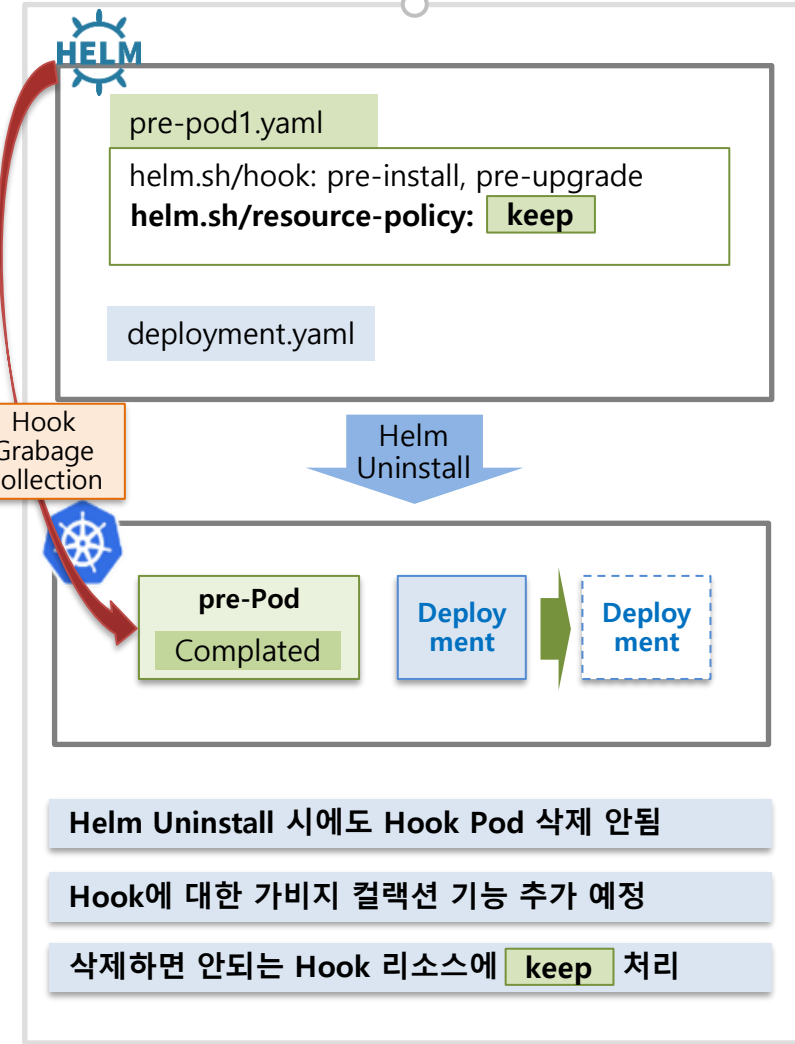 HELM
pre-pod1.yaml
helm.sh/hook: pre-install, pre-upgrade
helm.sh/resource-policy: keep
deployment.yaml
Hook
Grabage
ollection
Helm
Uninstall
pre-Pod
Complated
Deploy
ment
Deploy
ment
Helm Uninstall 시에도 Hook Pod 삭제 안됨
Hook에 대한 가비지 컬랙션 기능 추가 예정
삭제하면 안되는 Hook 리소스에 keep 처리